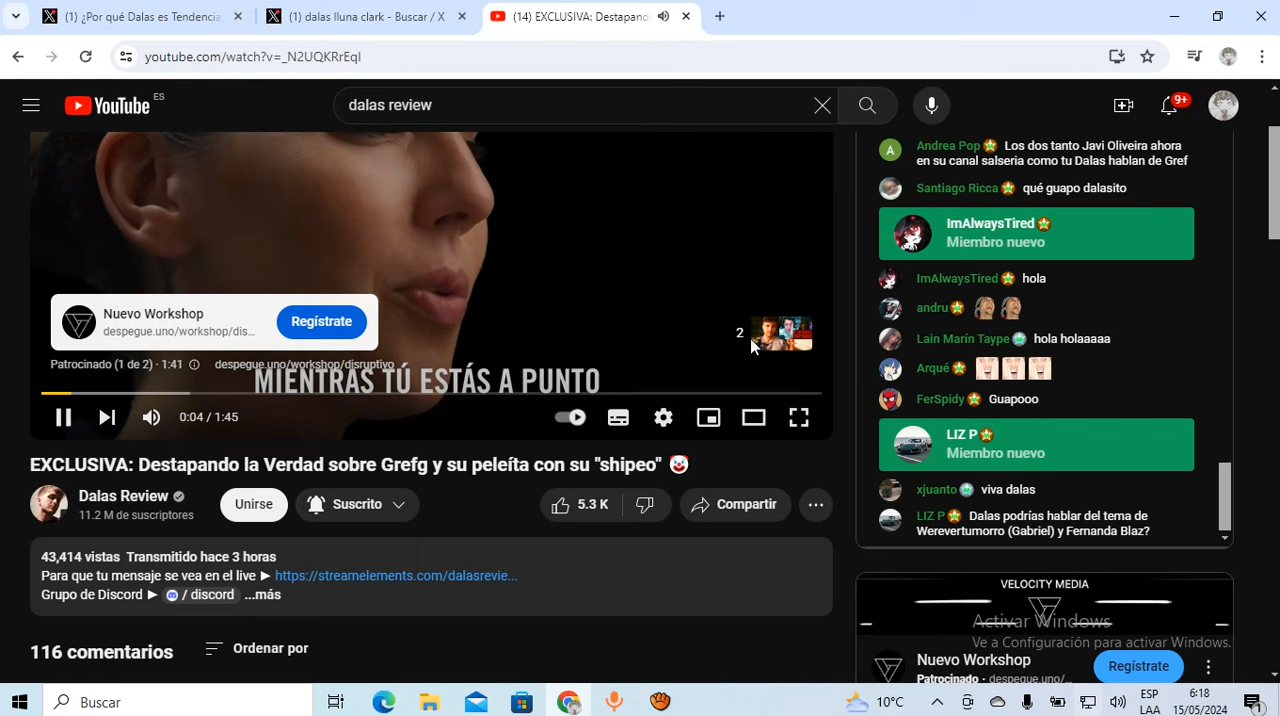 (1) ¿Por qué Dalas es Tendencia
(1) dalas lluna clark - Buscar / X
(14) EXCLUSIVA: Destapand
youtube.com/watch?v=_N2UQKRrEqI
YouTube ES
dalas review
9+
Andrea Pop Los dos tanto Javi Oliveira ahora
en su canal salseria como tu Dalas hablan de Gref
Santiago Ricca qué guapo dalasito
ImAlwaysTired
Miembro nuevo
ImAlwaysTired hola
andru
Lain Marín Taype hola holaaaaa
Arqué
FerSpidy Guapooo
LIZ P
Miembro nuevo
xjuanto viva dalas
LIZ P Dalas podrías hablar del tema de
Werevertumorro (Gabriel) y Fernanda Blaz?
Nuevo Workshop
despegue.uno/workshop/dis...
Regístrate
2
Patrocinado (1 de 2) · 1:41 despegue.uno/workshop/disruptivo
MIENTRAS TÚ ESTÁS A PUNTO
0:04 / 1:45
EXCLUSIVA: Destapando la Verdad sobre Grefg y su peleíta con su "shipeo" 🤡
Dalas Review
11.2 M de suscriptores
Unirse
Suscrito
5.3 K
Compartir
43,414 vistas Transmitido hace 3 horas
Para que tu mensaje se vea en el live ► https://streamelements.com/dalasrevie...
Grupo de Discord ► / discord ...más
116 comentarios
Ordenar por
VELOCITY MEDIA
Nuevo Workshop
Patrocinado · despegue.uno/...
Regístrate
Activar Windows
Ve a Configuración para activar Windows.
Buscar
10°C
ESP
LAA
6:18
15/05/2024
1